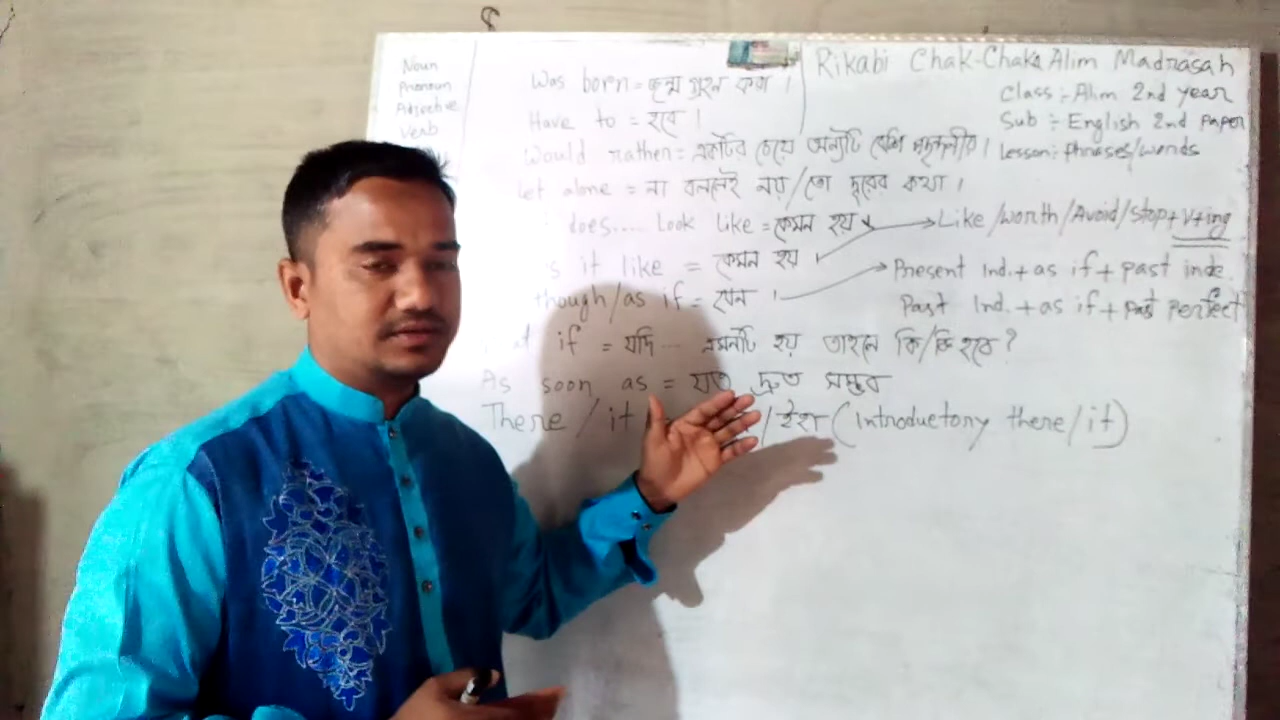 Noun
Pronoun
Adjective
Verb
Was born = জন্ম গ্রহন করা ।
Have to = হবে ।
Would rather = একটির চেয়ে অন্যটি বেশি পছন্দনীয় ।
Let alone = না বললেই নয়/তো দূরের কথা ।
does.... Look like = কেমন হয়
is it like = কেমন হয় ।
though/as if = যেন ।
if = যদি ... এমনটি হয় তাহলে কি/কি হবে ?
As soon as = যত দ্রুত সম্ভব
There / it / ইহা (Introductory there/it)
Rikabi Chak-Chaka Alim Madrasah
Class :- Alim 2nd year
Sub :- English 2nd paper
Lesson:- phrases/words
Like/worth/Avoid/stop+V+ing
Present Ind.+ as if + past inde.
Past Ind. + as if + past perfect